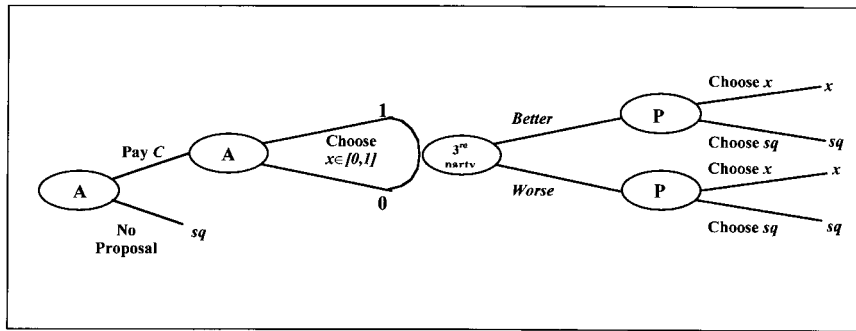 Pay C
A
No
Proposal
sq
A
1
Choose
x∈[0,1]
0
3re
party
Better
Worse
P
Choose x
x
Choose sq
sq
P
Choose x
x
Choose sq
sq